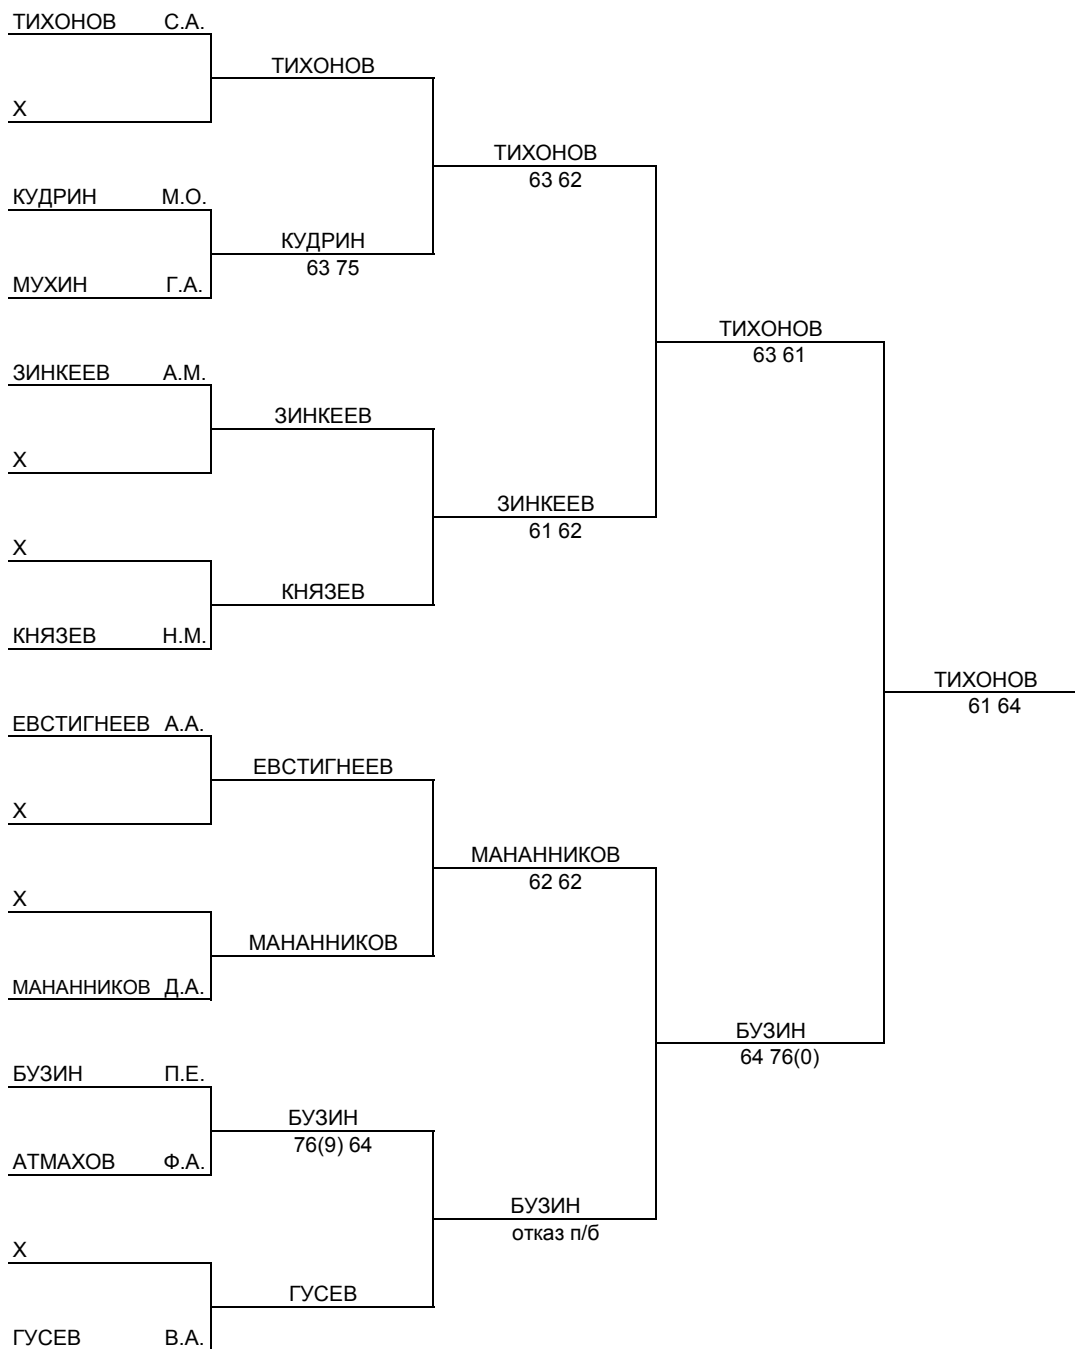 ТИХОНОВ С.А.
ТИХОНОВ
Х
ТИХОНОВ
63 62
КУДРИН М.О.
КУДРИН
63 75
МУХИН Г.А.
ТИХОНОВ
63 61
ЗИНКЕЕВ А.М.
ЗИНКЕЕВ
Х
ЗИНКЕЕВ
61 62
Х
КНЯЗЕВ
КНЯЗЕВ Н.М.
ТИХОНОВ
61 64
ЕВСТИГНЕЕВ А.А.
ЕВСТИГНЕЕВ
Х
МАНАННИКОВ
62 62
Х
МАНАННИКОВ
МАНАННИКОВ Д.А.
БУЗИН
64 76(0)
БУЗИН П.Е.
БУЗИН
76(9) 64
АТМАХОВ Ф.А.
БУЗИН
отказ п/б
Х
ГУСЕВ
ГУСЕВ В.А.